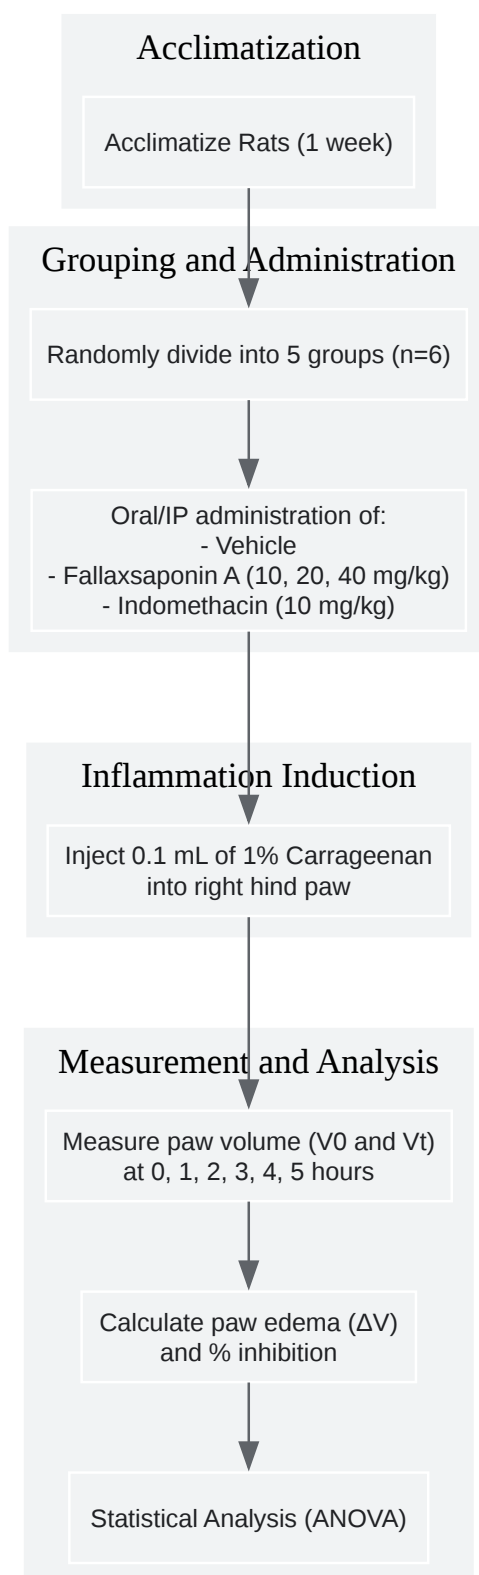 Acclimatization
Acclimatize Rats (1 week)
Grouping and Administration
Randomly divide into 5 groups (n=6)
Oral/IP administration of:
- Vehicle
- Fallaxsaponin A (10, 20, 40 mg/kg)
- Indomethacin (10 mg/kg)
Inflammation Induction
Inject 0.1 mL of 1% Carrageenan
into right hind paw
Measurement and Analysis
Measure paw volume (V0 and Vt)
at 0, 1, 2, 3, 4, 5 hours
Calculate paw edema (ΔV)
and % inhibition
Statistical Analysis (ANOVA)